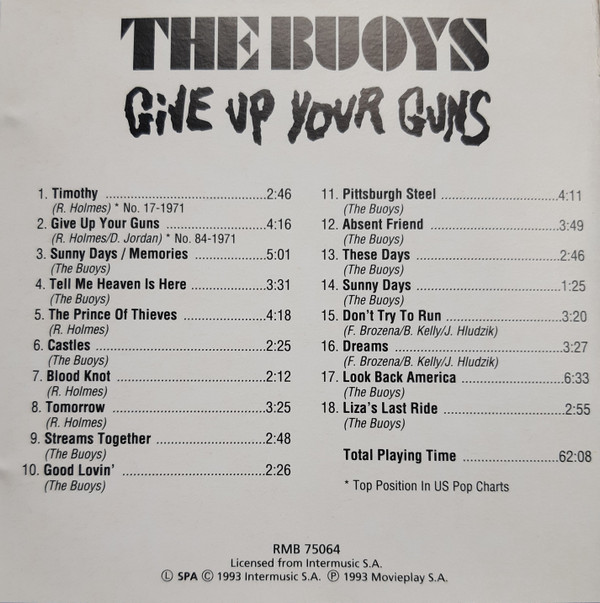 THE BUOYS
GIVE UP YOUR GUNS
1. Timothy ........................................2:46
(R. Holmes) * No. 17-1971
2. Give Up Your Guns ..........................4:16
(R. Holmes/D. Jordan) * No. 84-1971
3. Sunny Days / Memories ...................5:01
(The Buoys)
4. Tell Me Heaven Is Here ...................3:31
(The Buoys)
5. The Prince Of Thieves .....................4:18
(R. Holmes)
6. Castles ..........................................2:25
(The Buoys)
7. Blood Knot .....................................2:12
(R. Holmes)
8. Tomorrow ......................................3:25
(R. Holmes)
9. Streams Together ...........................2:48
(The Buoys)
10. Good Lovin' ....................................2:26
(The Buoys)
11. Pittsburgh Steel ..............................4:11
(The Buoys)
12. Absent Friend .................................3:49
(The Buoys)
13. These Days .....................................2:46
(The Buoys)
14. Sunny Days ....................................1:25
(The Buoys)
15. Don't Try To Run .............................3:20
(F. Brozena/B. Kelly/J. Hludzik)
16. Dreams ..........................................3:27
(F. Brozena/B. Kelly/J. Hludzik)
17. Look Back America .........................6:33
(The Buoys)
18. Liza's Last Ride ..............................2:55
(The Buoys)
Total Playing Time .........................62:08
* Top Position In US Pop Charts
RMB 75064
Licensed from Intermusic S.A.
Ⓛ SPA © 1993 Intermusic S.A. ℗ 1993 Movieplay S.A.